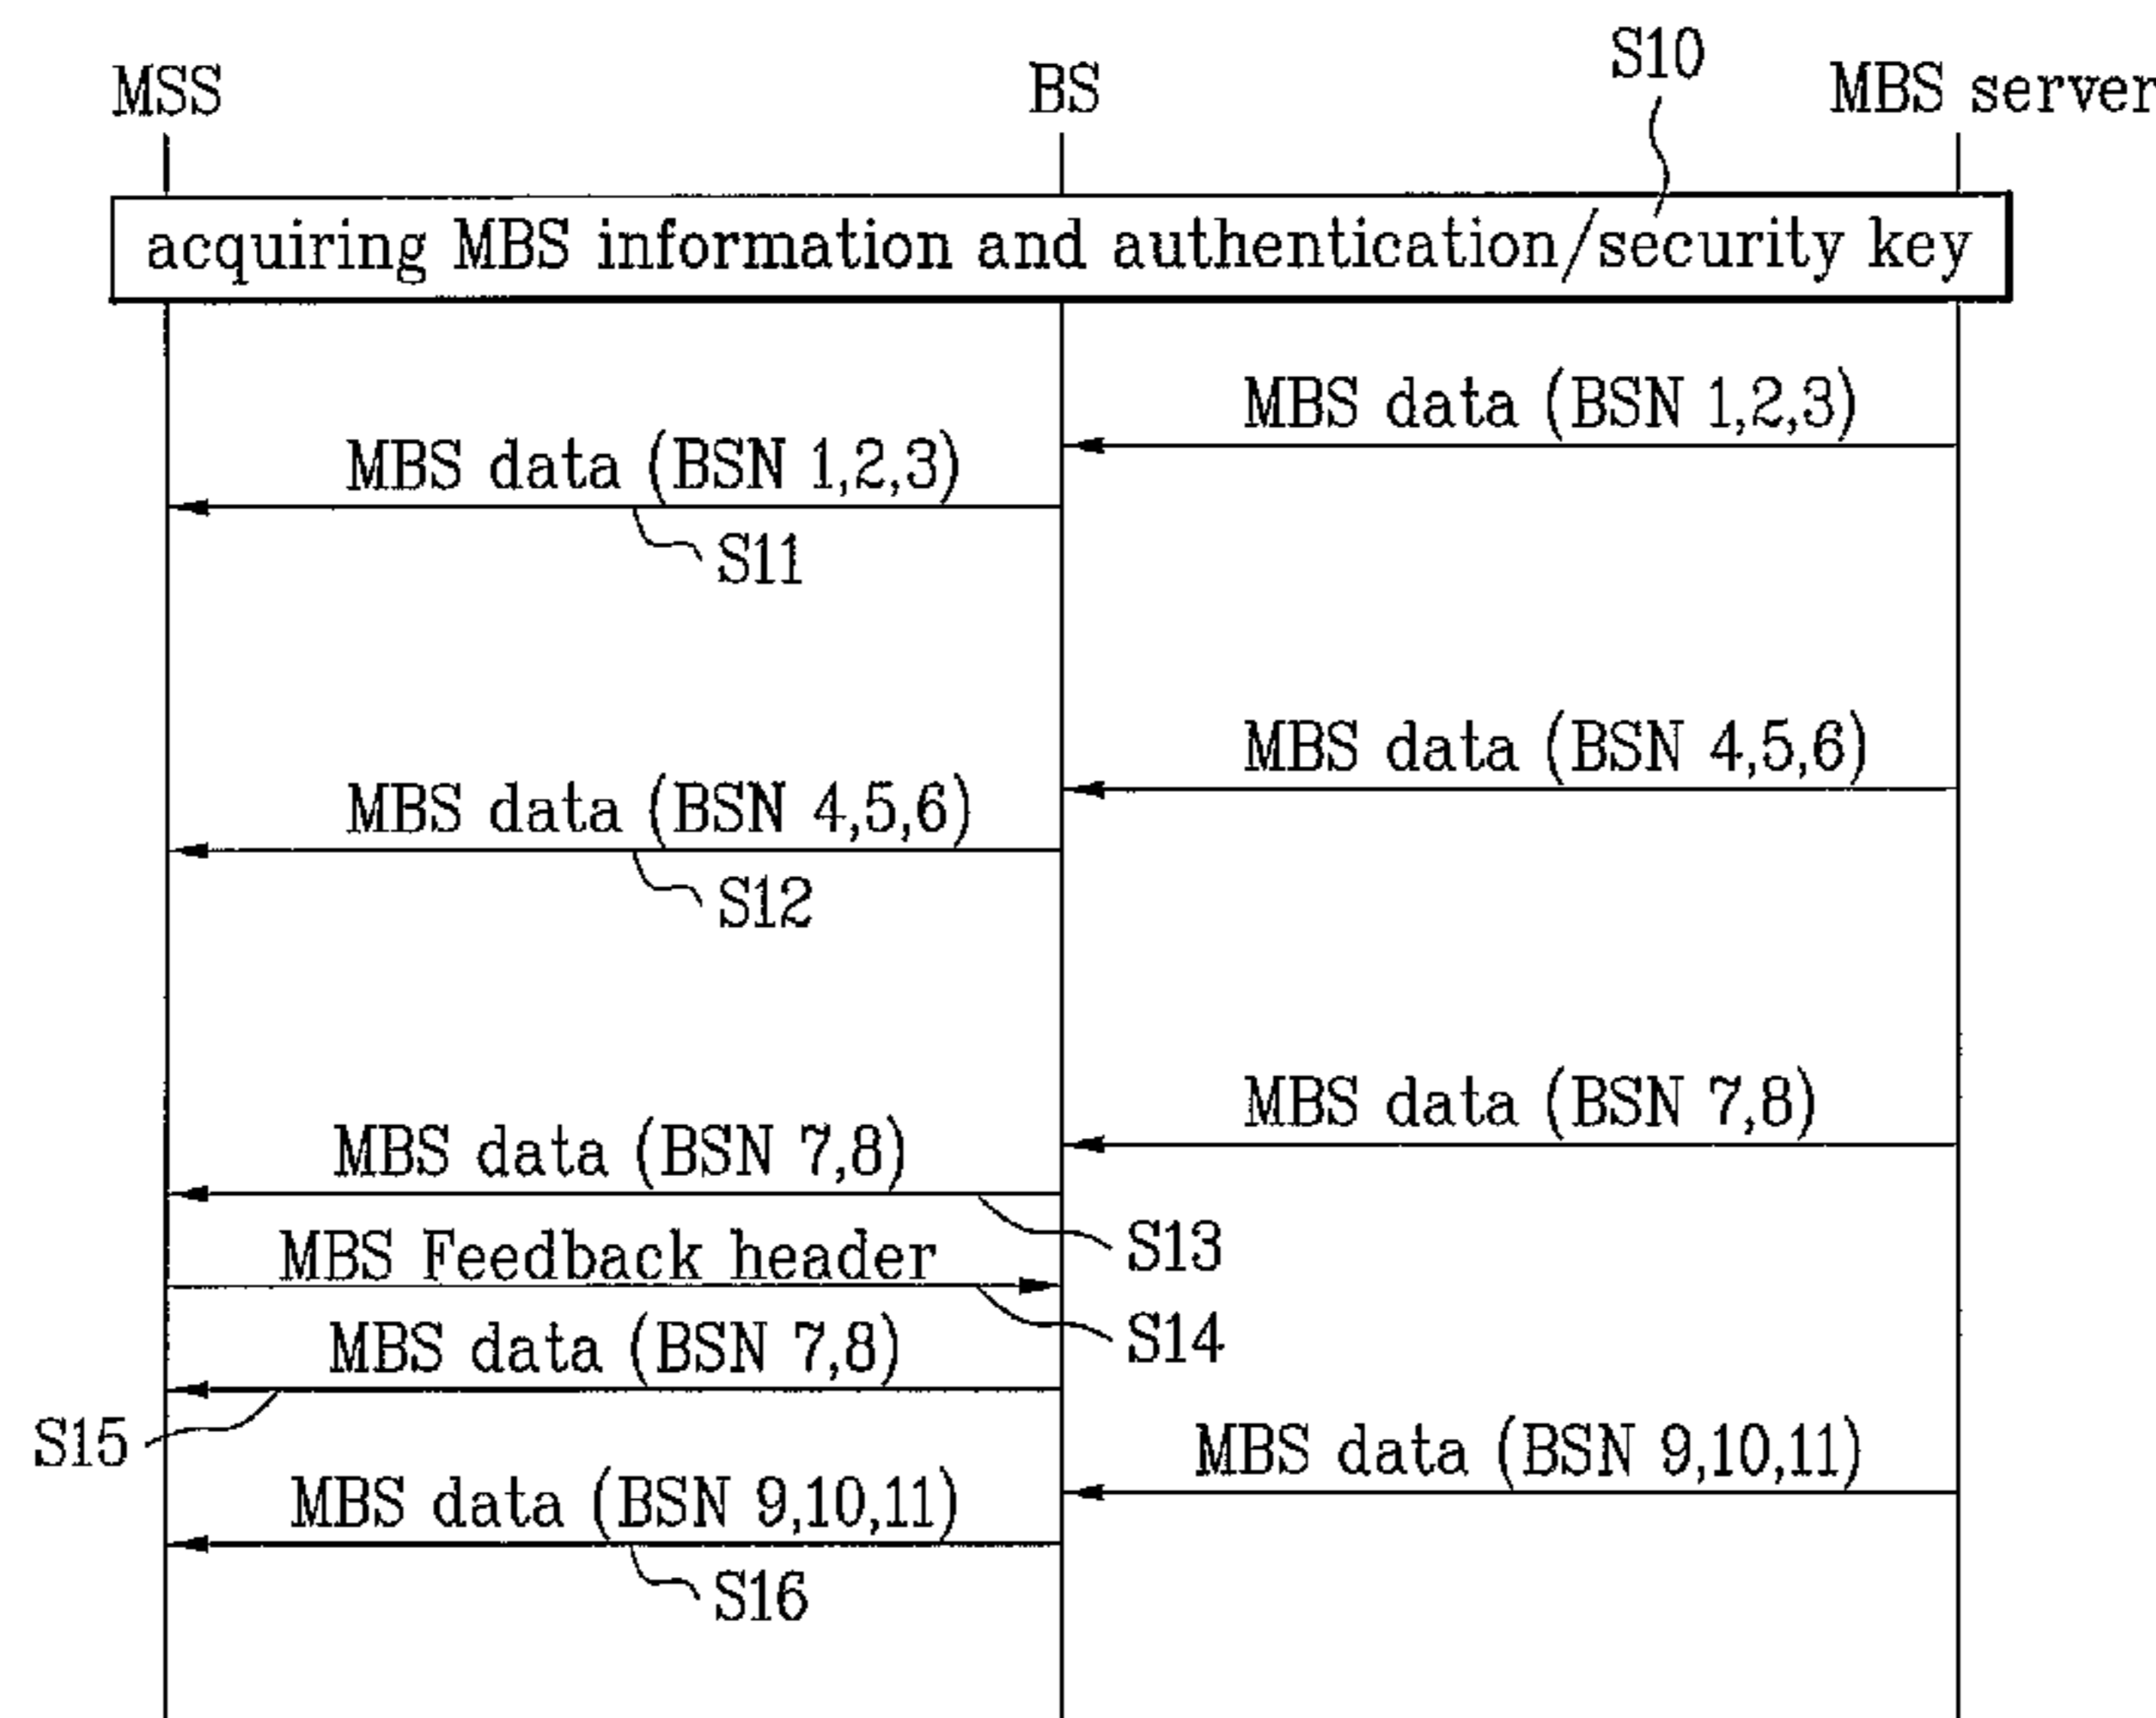 S10
MSS BS MBS server
acquiring MBS information and authentication/security key
MBS data (BSN 1,2,3)
MBS data (BSN 1,2,3)
S11
MBS data (BSN 4,5,6)
MBS data (BSN 4,5,6)
S12
MBS data (BSN 7,8)
MBS data (BSN 7,8)
S13
MBS Feedback header
S14
MBS data (BSN 7,8)
S15
MBS data (BSN 9,10,11)
MBS data (BSN 9,10,11)
S16